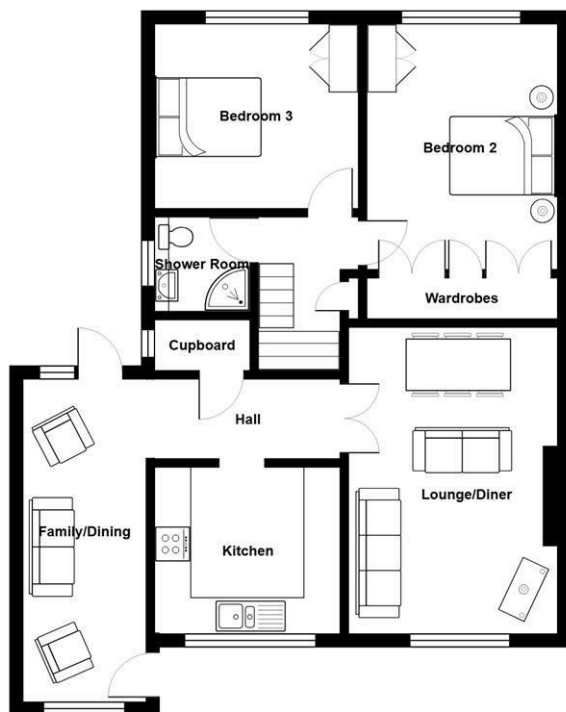 Bedroom 3
Bedroom 2
Shower Room
Wardrobes
Cupboard
Hall
Lounge/Diner
Family/Dining
Kitchen